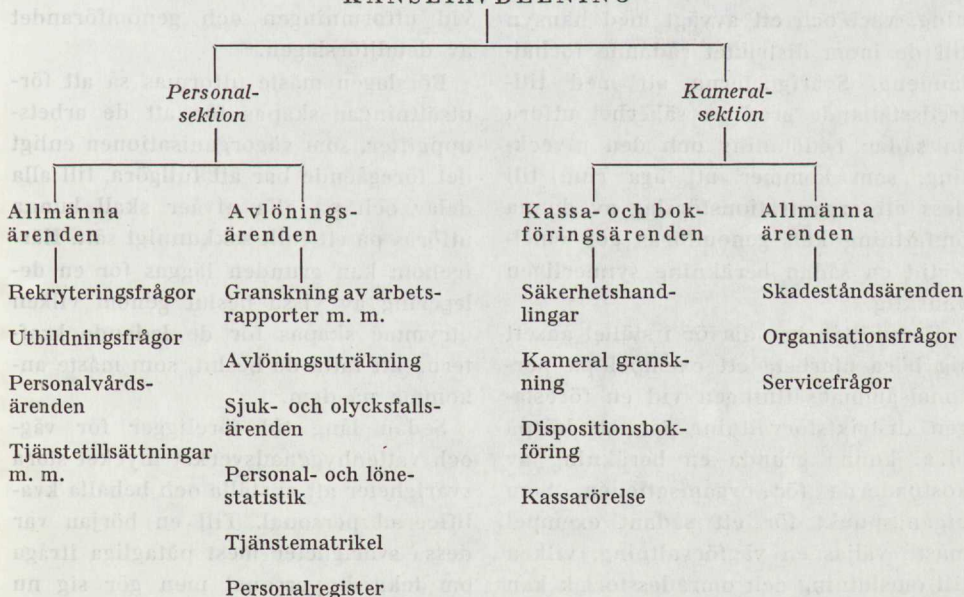 KANSLIAVDELNING
Personal-
sektion
Kameral-
sektion
Allmänna
ärenden
Rekryteringsfrågor
Utbildningsfrågor
Personalvårds-
ärenden
Tjänstetillsättningar
m. m.
Avlönings-
ärenden
Granskning av arbets-
rapporter m. m.
Avlöningsuträkning
Sjuk- och olycksfalls-
ärenden
Personal- och löne-
statistik
Tjänstematrikel
Personalregister
Kassa- och bok-
föringsärenden
Säkerhetshand-
lingar
Kameral gransk-
ning
Dispositionsbok-
föring
Kassarörelse
Allmänna
ärenden
Skadeståndsärenden
Organisationsfrågor
Servicefrågor